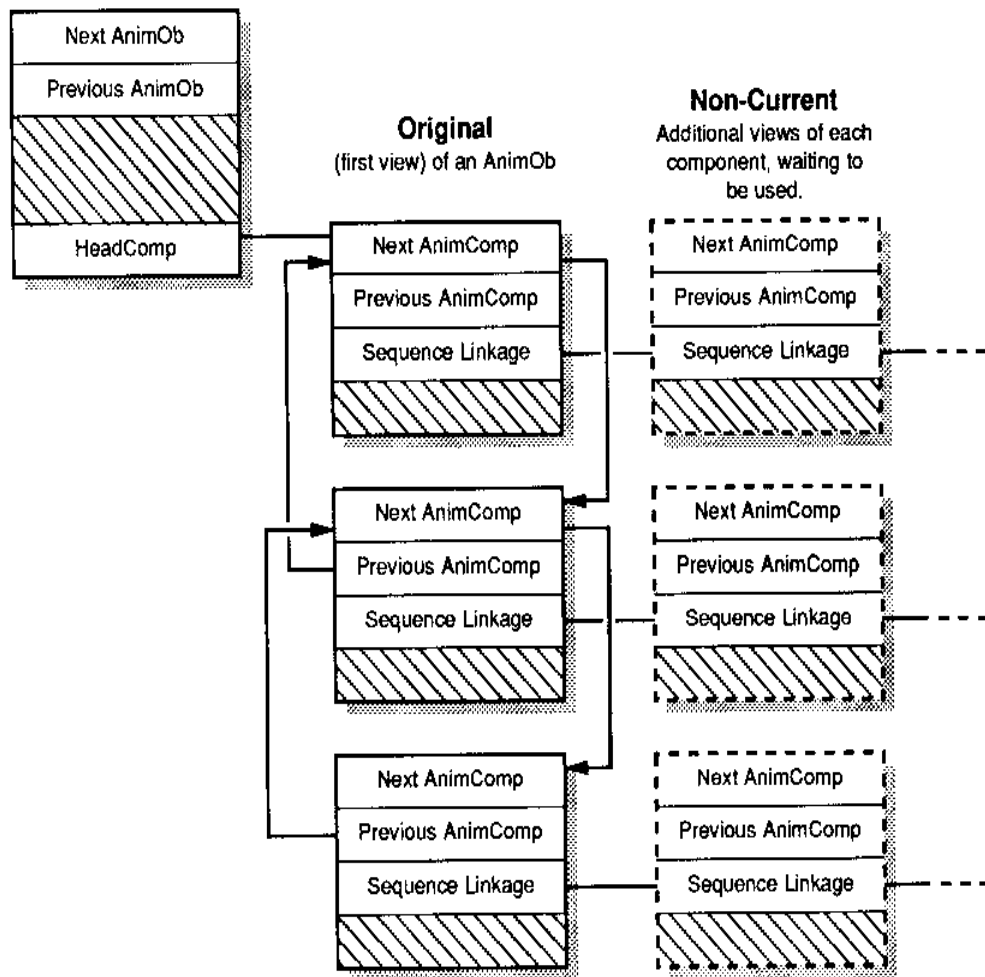 Next AnimOb
Previous AnimOb
HeadComp
Original
(first view) of an AnimOb
Non-Current
Additional views of each
component, waiting to
be used.
Next AnimComp
Previous AnimComp
Sequence Linkage
Next AnimComp
Previous AnimComp
Sequence Linkage
Next AnimComp
Previous AnimComp
Sequence Linkage
Next AnimComp
Previous AnimComp
Sequence Linkage
Next AnimComp
Previous AnimComp
Sequence Linkage
Next AnimComp
Previous AnimComp
Sequence Linkage